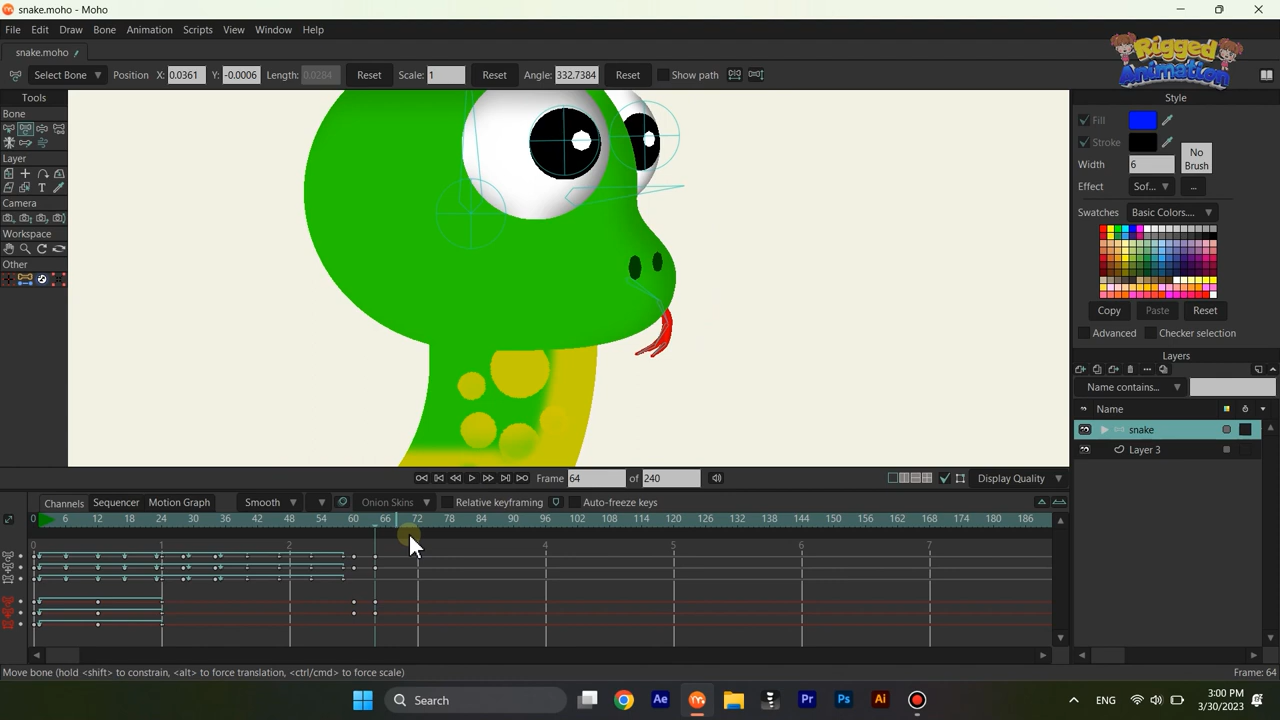 snake.moho - Moho
File Edit Draw Bone Animation Scripts View Window Help
snake.moho
Rigged Animation
Select Bone Position X: 0.0361 Y: -0.0006 Length: 0.0284 Reset Scale: 1 Reset Angle: 332.7384 Reset Show path
Tools
Bone
Layer
Camera
Workspace
Other
Style
Fill
Stroke
Width 6
No Brush
Effect Sof... ...
Swatches Basic Colors....
Copy Paste Reset
Advanced Checker selection
Layers
Name contains...
Name
snake
Layer 3
Frame 64 of 240 Display Quality
Channels Sequencer Motion Graph Smooth Onion Skins Relative keyframing Auto-freeze keys
0 6 12 18 24 30 36 42 48 54 60 66 72 78 84 90 96 102 108 114 120 126 132 138 144 150 156 162 168 174 180 186
0 1 2 4 5 6 7
Move bone (hold <shift> to constrain, <alt> to force translation, <ctrl/cmd> to force scale) Frame: 64
Search
Ae Pr Ps Ai
ENG
3:00 PM
3/30/2023